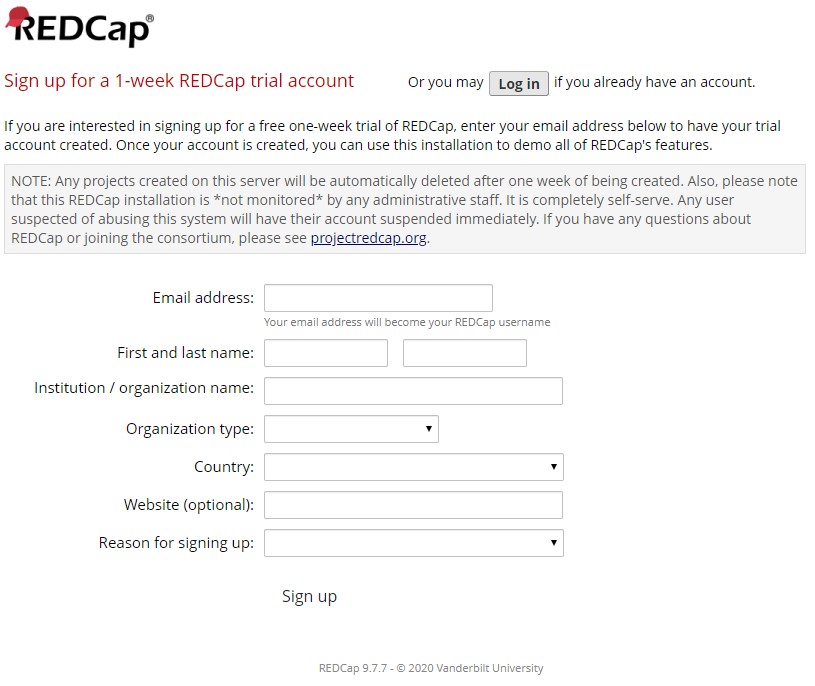 REDCap®
Sign up for a 1-week REDCap trial account
Or you may Log in if you already have an account.
If you are interested in signing up for a free one-week trial of REDCap, enter your email address below to have your trial
account created. Once your account is created, you can use this installation to demo all of REDCap's features.
NOTE: Any projects created on this server will be automatically deleted after one week of being created. Also, please note
that this REDCap installation is *not monitored* by any administrative staff. It is completely self-serve. Any user
suspected of abusing this system will have their account suspended immediately. If you have any questions about
REDCap or joining the consortium, please see projectredcap.org.
Email address:
Your email address will become your REDCap username
First and last name:
Institution / organization name:
Organization type:
Country:
Website (optional):
Reason for signing up:
Sign up
REDCap 9.7.7 - © 2020 Vanderbilt University